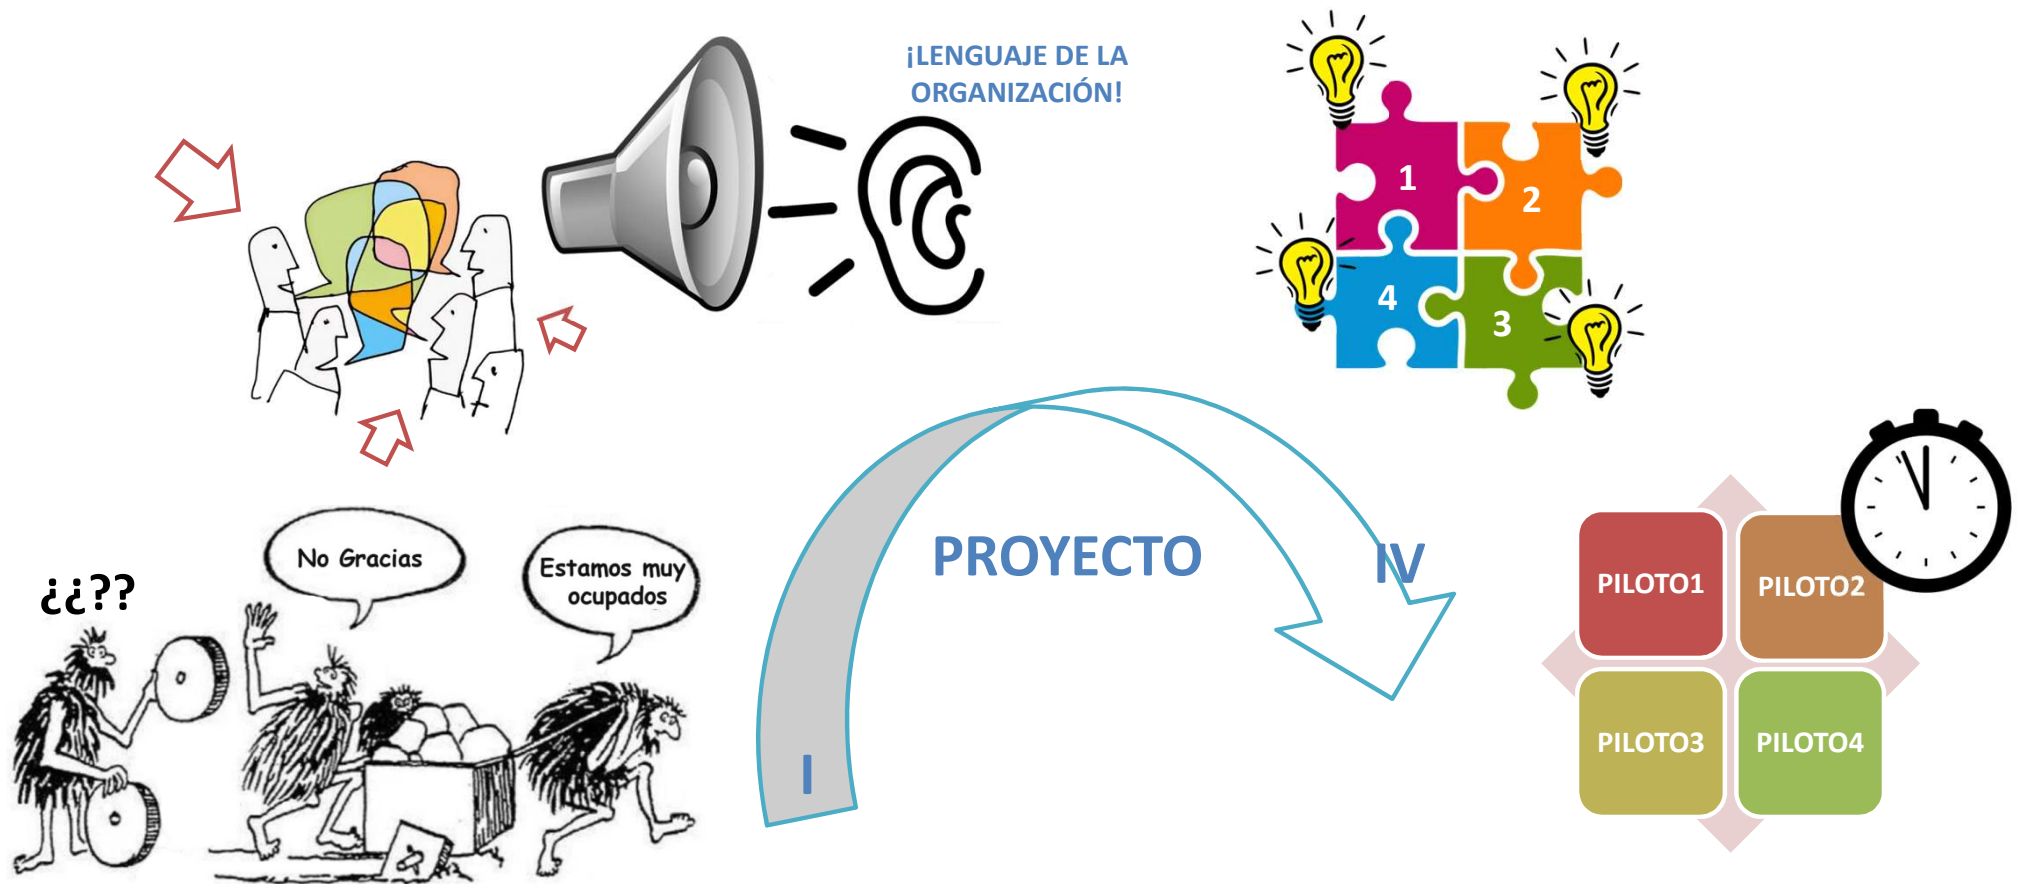 ¡LENGUAJE DE LA
ORGANIZACIÓN!
1
2
4
3
¿¿??
No Gracias
Estamos muy
ocupados
PROYECTO
I
IV
PILOTO1
PILOTO2
PILOTO3
PILOTO4